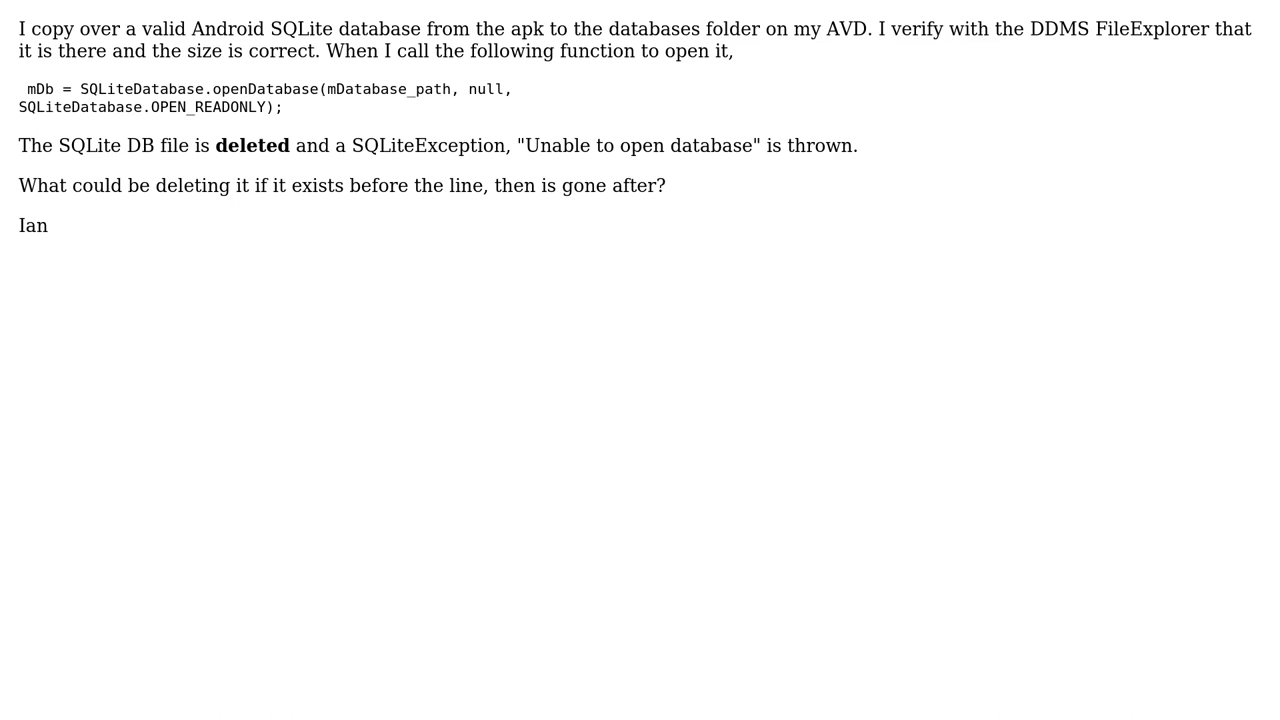 I copy over a valid Android SQLite database from the apk to the databases folder on my AVD. I verify with the DDMS FileExplorer that
it is there and the size is correct. When I call the following function to open it,
mDb = SQLiteDatabase.openDatabase(mDatabase_path, null,
SQLiteDatabase.OPEN_READONLY);
The SQLite DB file is deleted and a SQLiteException, "Unable to open database" is thrown.
What could be deleting it if it exists before the line, then is gone after?
Ian